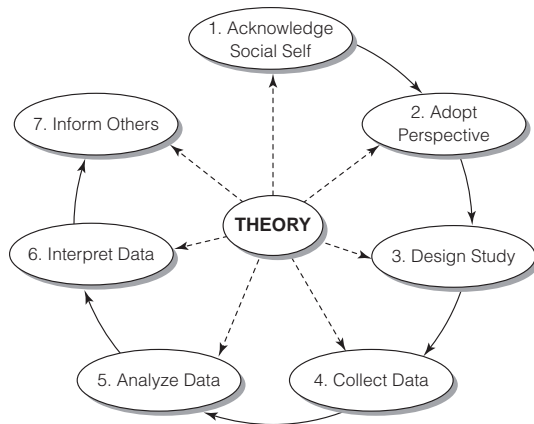 1. Acknowledge
Social Self
2. Adopt
Perspective
3. Design Study
4. Collect Data
5. Analyze Data
6. Interpret Data
7. Inform Others
THEORY